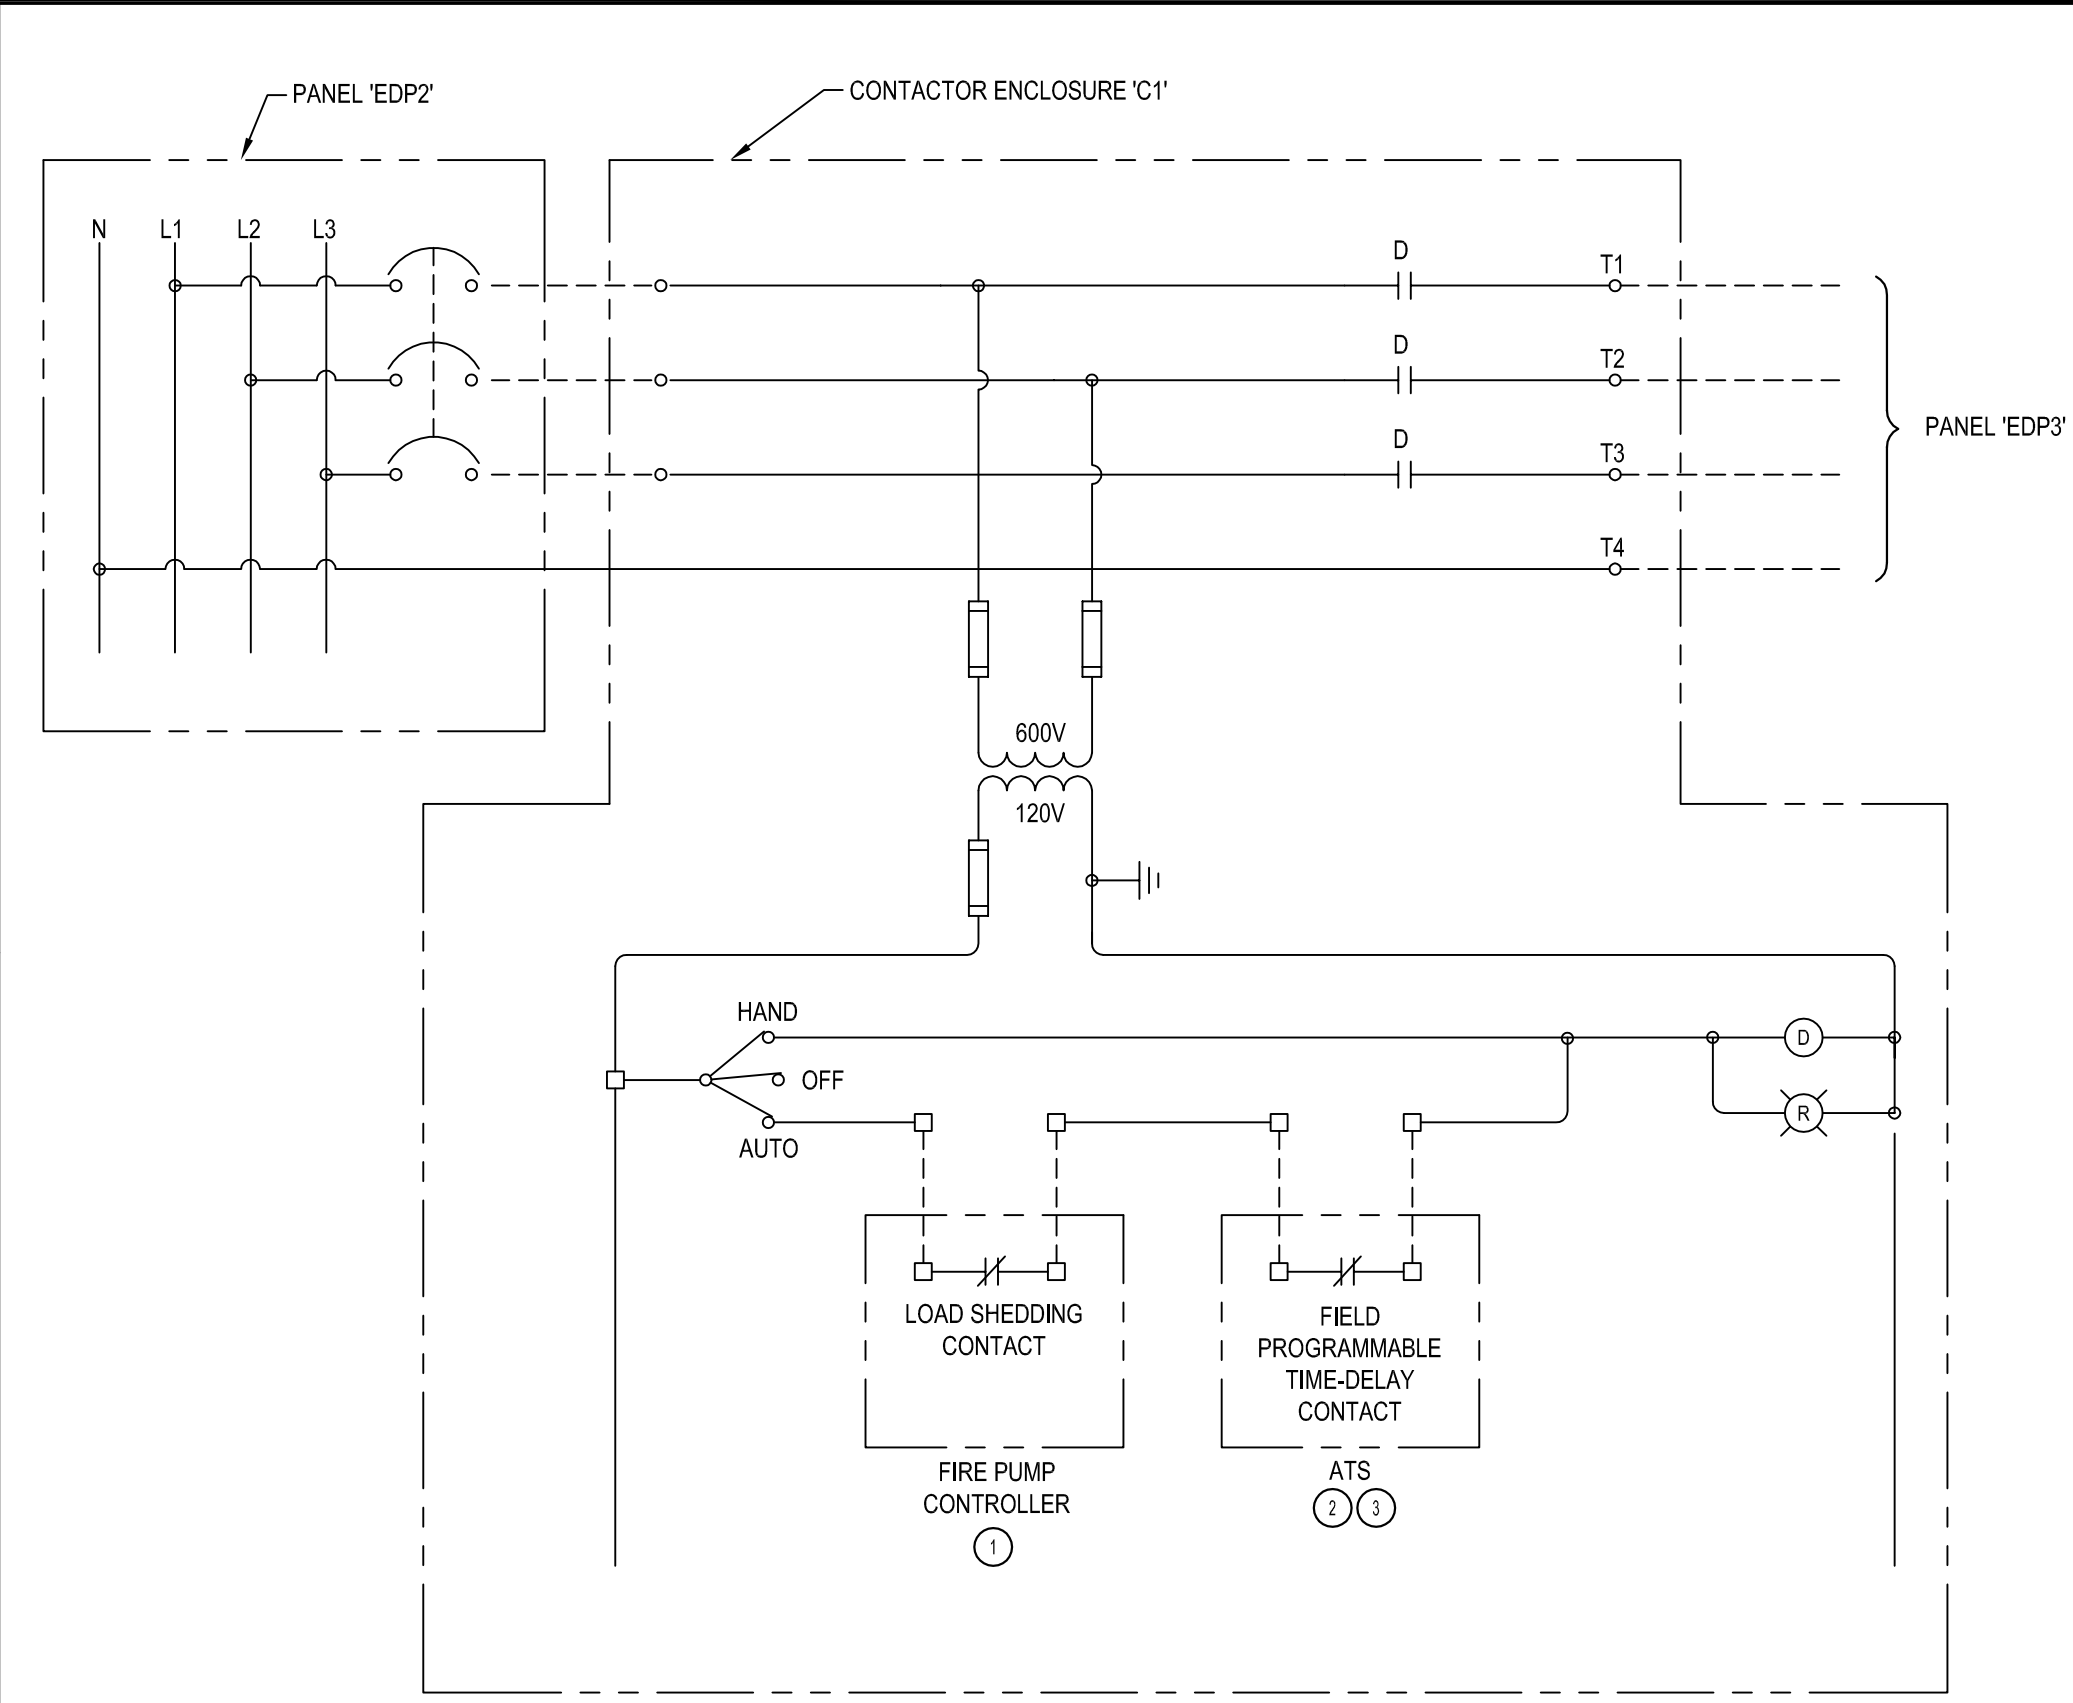 PANEL 'EDP2'
CONTACTOR ENCLOSURE 'C1'
N L1 L2 L3
D
T1
D
T2
D
T3
T4
PANEL 'EDP3'
600V
120V
HAND
OFF
AUTO
D
R
LOAD SHEDDING
CONTACT
FIELD
PROGRAMMABLE
TIME-DELAY
CONTACT
FIRE PUMP
CONTROLLER
1
ATS
2 3